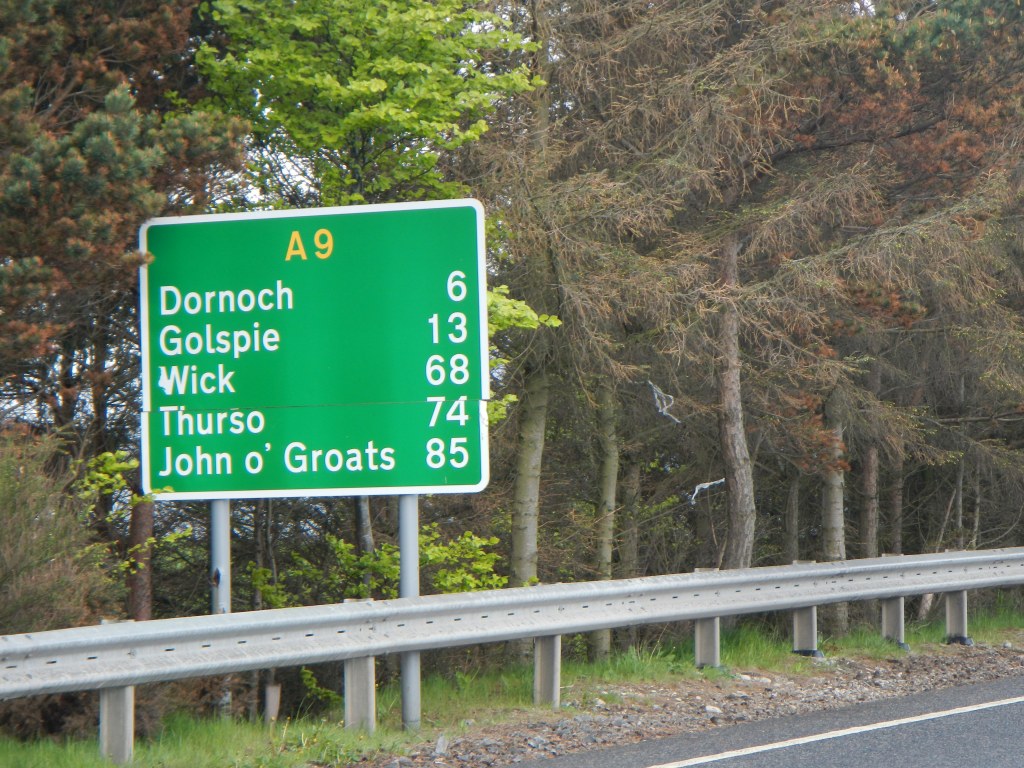 A9
Dornoch 6
Golspie 13
Wick 68
Thurso 74
John o' Groats 85